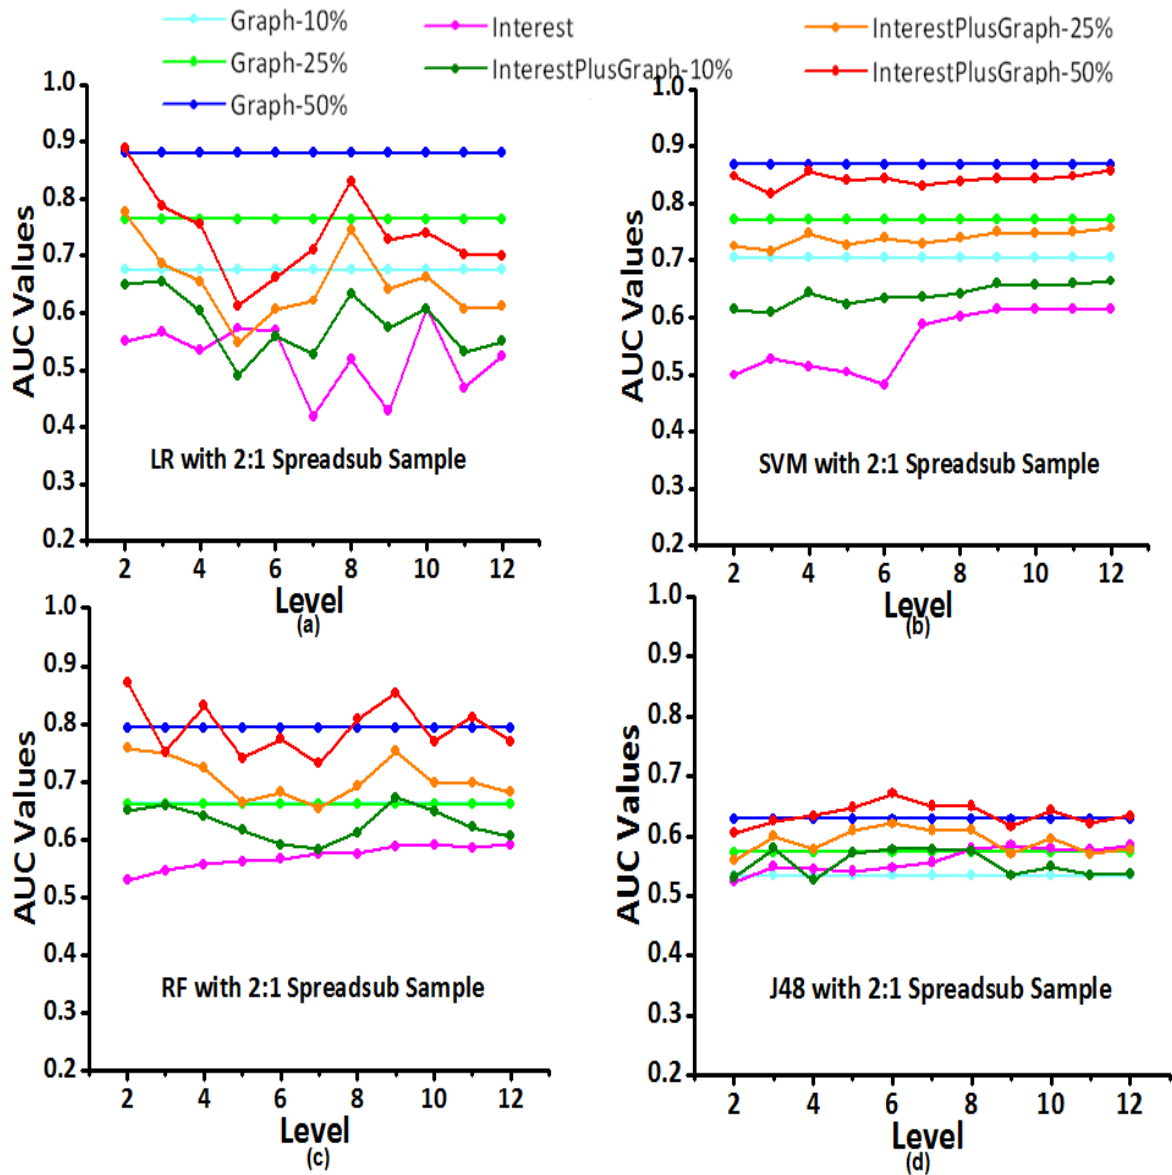 Graph-10%
Interest
InterestPlusGraph-25%
Graph-25%
InterestPlusGraph-10%
InterestPlusGraph-50%
Graph-50%
1.0
0.9
0.8
0.7
0.6
0.5
0.4
0.3
0.2
AUC Values
LR with 2:1 Spreadsub Sample
2 4 6 8 10 12
Level
(a)
1.0
0.9
0.8
0.7
0.6
0.5
0.4
0.3
0.2
AUC Values
SVM with 2:1 Spreadsub Sample
2 4 6 8 10 12
Level
(b)
1.0
0.9
0.8
0.7
0.6
0.5
0.4
0.3
0.2
AUC Values
RF with 2:1 Spreadsub Sample
2 4 6 8 10 12
Level
(c)
1.0
0.9
0.8
0.7
0.6
0.5
0.4
0.3
0.2
AUC Values
J48 with 2:1 Spreadsub Sample
2 4 6 8 10 12
Level
(d)